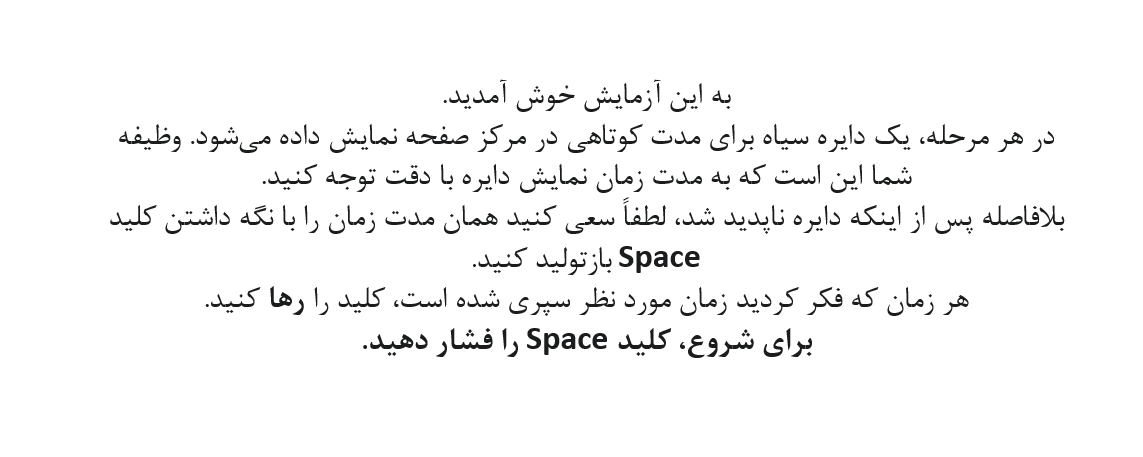 به این آزمایش خوش آمدید.
در هر مرحله، یک دایره سیاه برای مدت کوتاهی در مرکز صفحه نمایش داده می‌شود. وظیفه
شما این است که به مدت زمان نمایش دایره با دقت توجه کنید.
بلافاصله پس از اینکه دایره ناپدید شد، لطفاً سعی کنید همان مدت زمان را با نگه داشتن کلید
Space بازتولید کنید.
هر زمان که فکر کردید زمان مورد نظر سپری شده است، کلید را رها کنید.
برای شروع، کلید Space را فشار دهید.